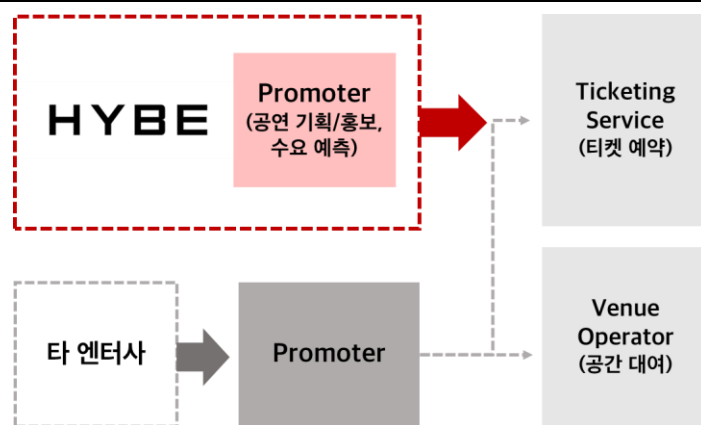 HYBE
Promoter
(공연 기획/홍보,
수요 예측)
Ticketing
Service
(티켓 예약)
타 엔터사
Promoter
Venue
Operator
(공간 대여)